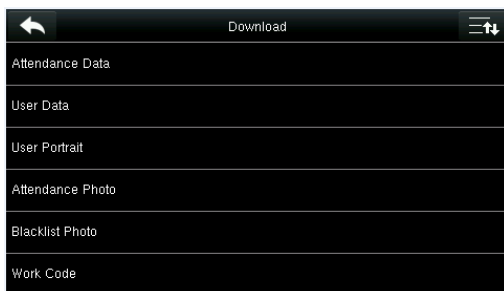 Download
Attendance Data
User Data
User Portrait
Attendance Photo
Blacklist Photo
Work Code